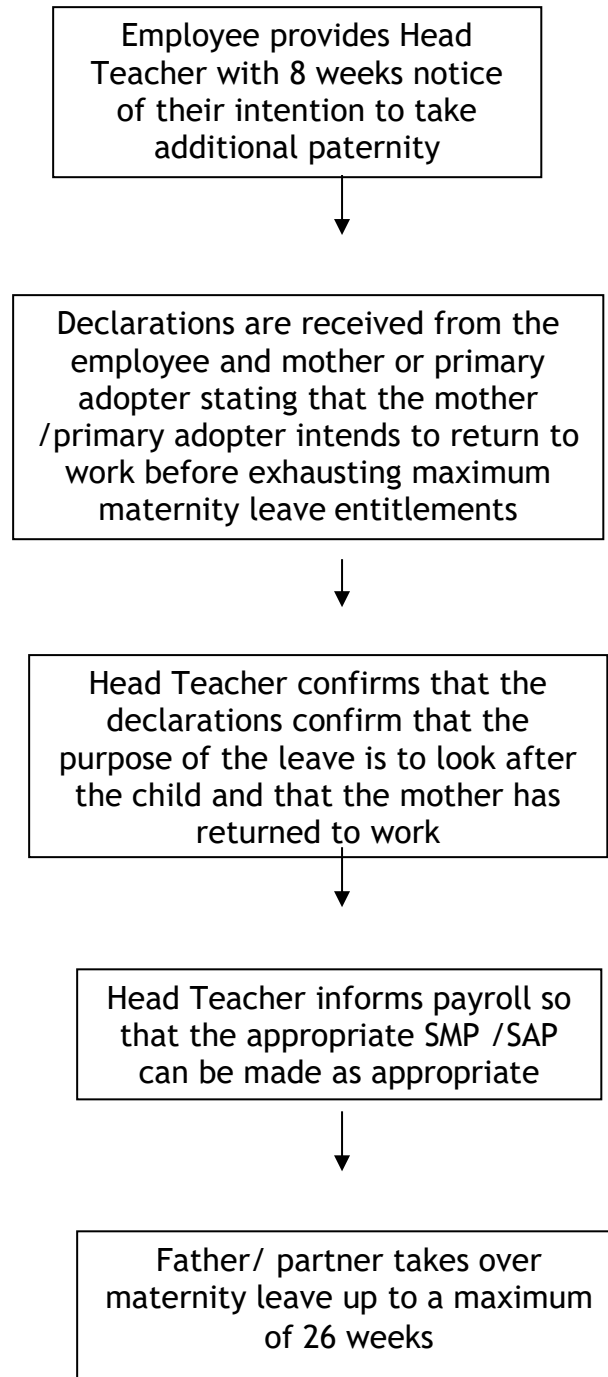 Employee provides Head
Teacher with 8 weeks notice
of their intention to take
additional paternity
Declarations are received from the
employee and mother or primary
adopter stating that the mother
/primary adopter intends to return to
work before exhausting maximum
maternity leave entitlements
Head Teacher confirms that the
declarations confirm that the
purpose of the leave is to look after
the child and that the mother has
returned to work
Head Teacher informs payroll so
that the appropriate SMP /SAP
can be made as appropriate
Father/ partner takes over
maternity leave up to a maximum
of 26 weeks